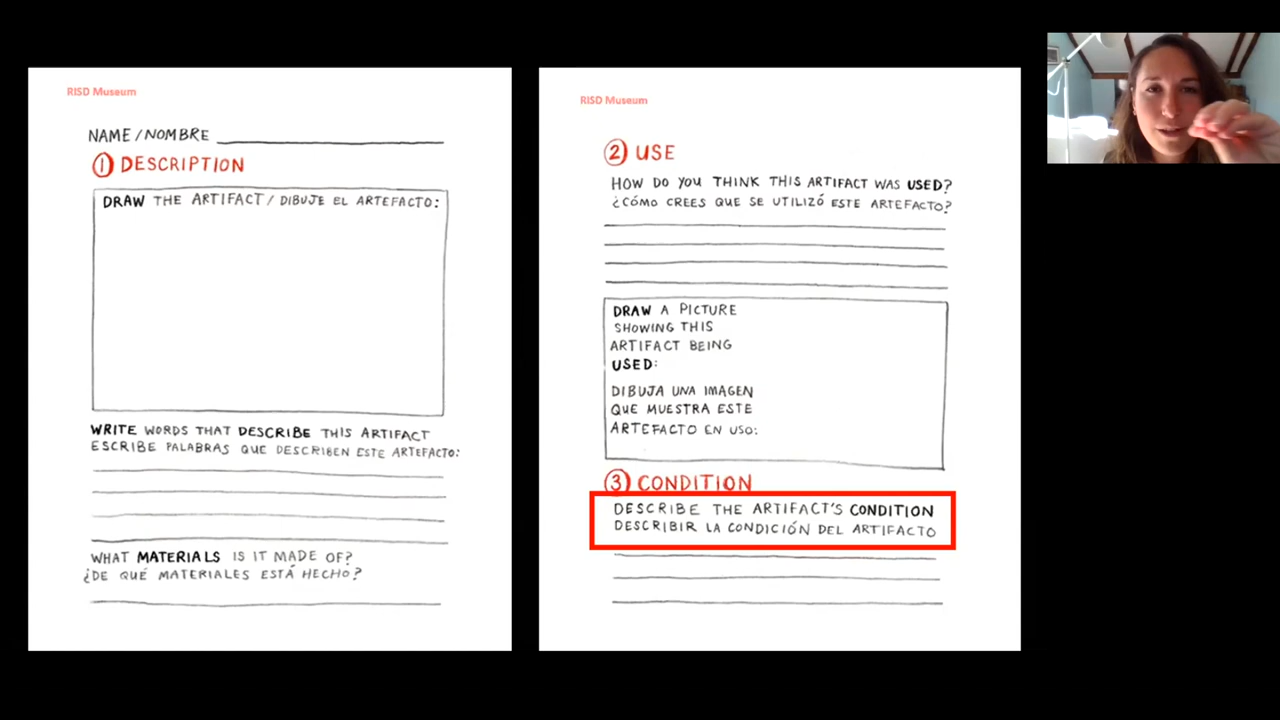 RISD Museum
NAME/NOMBRE
① DESCRIPTION
DRAW THE ARTIFACT / DIBUJE EL ARTEFACTO:
WRITE WORDS THAT DESCRIBE THIS ARTIFACT
ESCRIBE PALABRAS QUE DESCRIBEN ESTE ARTEFACTO:
WHAT MATERIALS IS IT MADE OF?
¿DE QUÉ MATERIALES ESTÁ HECHO?
RISD Museum
② USE
HOW DO YOU THINK THIS ARTIFACT WAS USED?
¿CÓMO CREES QUE SE UTILIZÓ ESTE ARTEFACTO?
DRAW A PICTURE
SHOWING THIS
ARTIFACT BEING
USED:
DIBUJA UNA IMAGEN
QUE MUESTRA ESTE
ARTEFACTO EN USO:
③ CONDITION
DESCRIBE THE ARTIFACT'S CONDITION
DESCRIBIR LA CONDICIÓN DEL ARTIFACTO